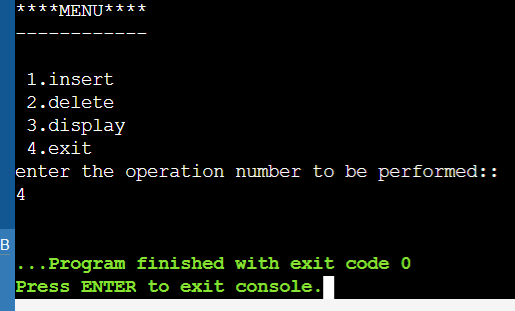 ****MENU****
------------
1.insert
2.delete
3.display
4.exit
enter the operation number to be performed::
4
B
...Program finished with exit code 0
Press ENTER to exit console.